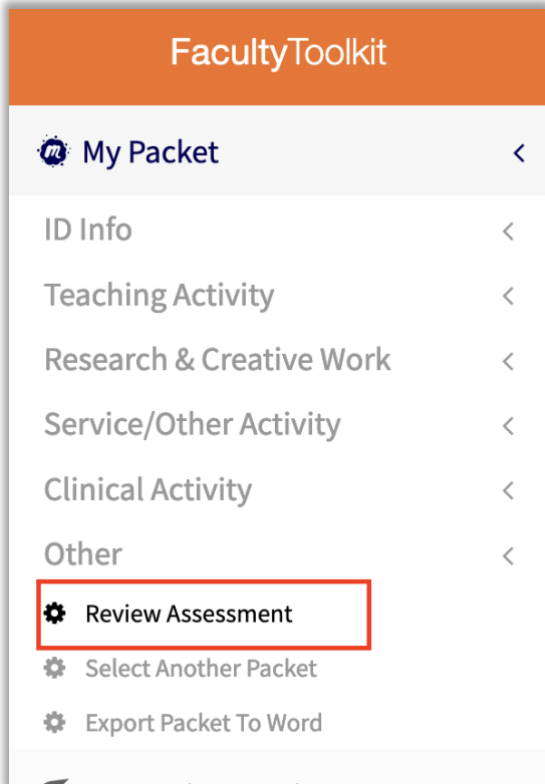 FacultyToolkit
My Packet
ID Info
Teaching Activity
Research & Creative Work
Service/Other Activity
Clinical Activity
Other
Review Assessment
Select Another Packet
Export Packet To Word